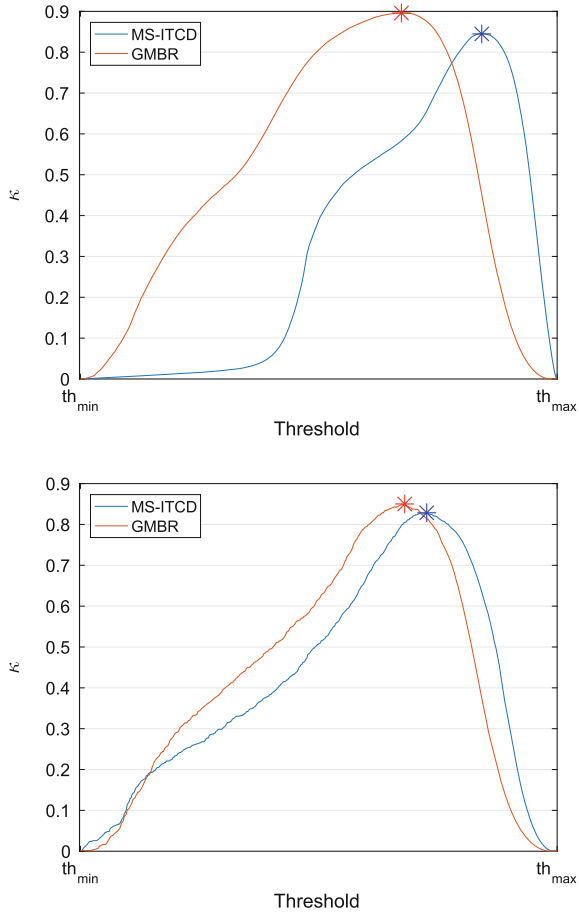 0.9
MS-ITCD
GMBR
0.8
0.7
0.6
0.5
κ
0.4
0.3
0.2
0.1
0
th_min
th_max
Threshold
0.9
MS-ITCD
GMBR
0.8
0.7
0.6
0.5
κ
0.4
0.3
0.2
0.1
0
th_min
th_max
Threshold